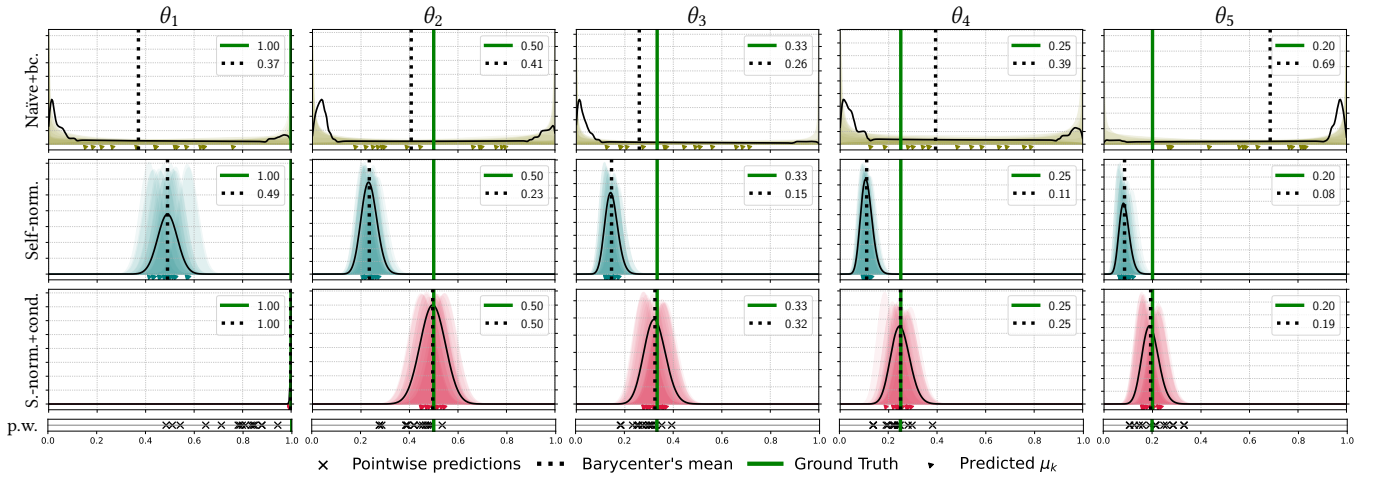 θ1 θ2 θ3 θ4 θ5
Naïve+bc.
1.00 0.50 0.33 0.25 0.20
0.37 0.41 0.26 0.39 0.69
Self-norm.
1.00 0.50 0.33 0.25 0.20
0.49 0.23 0.15 0.11 0.08
S.-norm.+cond.
1.00 0.50 0.33 0.25 0.20
1.00 0.50 0.32 0.25 0.19
p.w.
0.0 0.2 0.4 0.6 0.8 1.0 0.0 0.2 0.4 0.6 0.8 1.0 0.0 0.2 0.4 0.6 0.8 1.0 0.0 0.2 0.4 0.6 0.8 1.0 0.0 0.2 0.4 0.6 0.8 1.0
Pointwise predictions Barycenter's mean Ground Truth Predicted μk